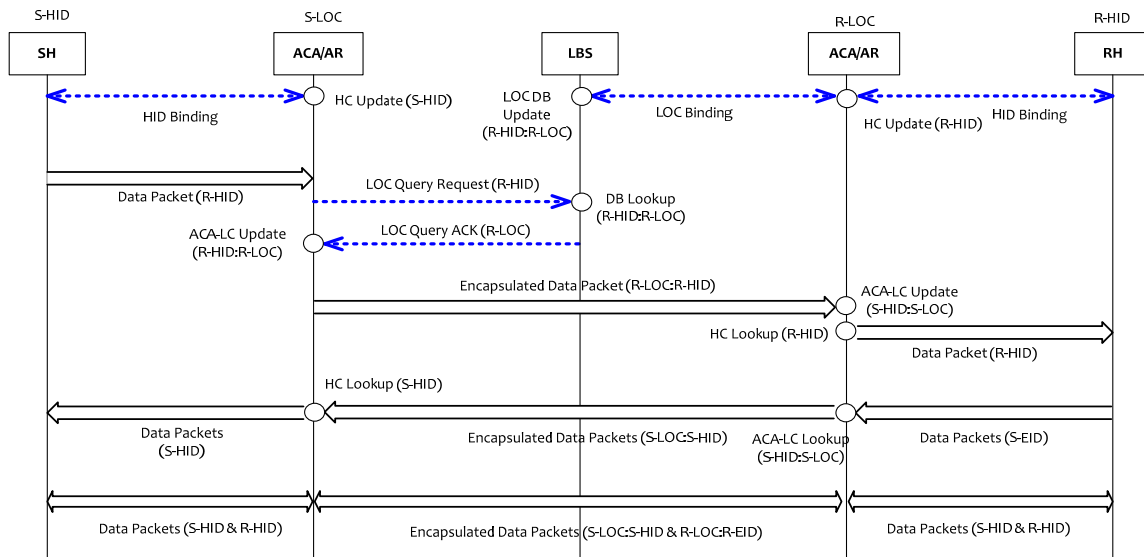 S-HID
S-LOC
R-LOC
R-HID
SH
ACA/AR
LBS
ACA/AR
RH
HID Binding
HC Update (S-HID)
LOC DB
Update
(R-HID:R-LOC)
LOC Binding
HC Update (R-HID)
HID Binding
Data Packet (R-HID)
LOC Query Request (R-HID)
DB Lookup
(R-HID:R-LOC)
ACA-LC Update
(R-HID:R-LOC)
LOC Query ACK (R-LOC)
Encapsulated Data Packet (R-LOC:R-HID)
ACA-LC Update
(S-HID:S-LOC)
HC Lookup (R-HID)
Data Packet (R-HID)
HC Lookup (S-HID)
Data Packets
(S-HID)
Encapsulated Data Packets (S-LOC:S-HID)
ACA-LC Lookup
(S-HID:S-LOC)
Data Packets (S-EID)
Data Packets (S-HID & R-HID)
Encapsulated Data Packets (S-LOC:S-HID & R-LOC:R-EID)
Data Packets (S-HID & R-HID)